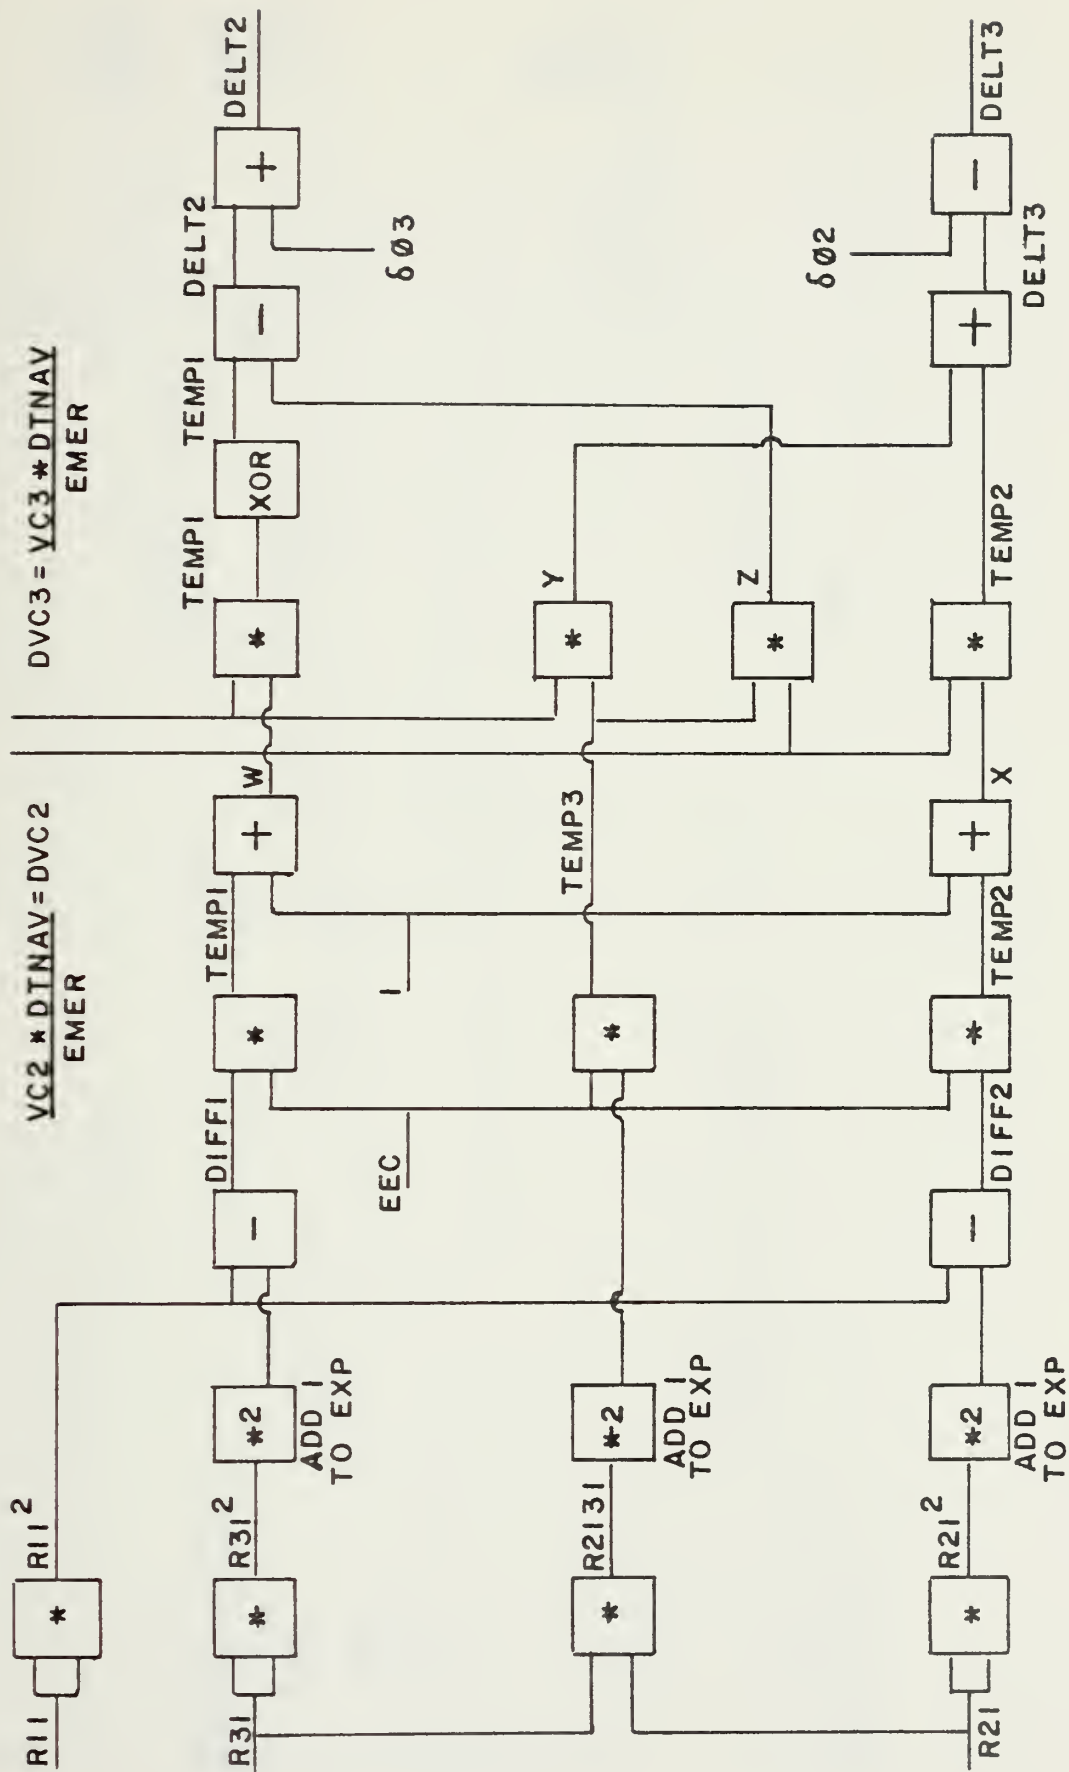 VC2 * DTNAV = DVC2
EMER
DVC3 = VC3 * DTNAV
EMER
R11
*
R11²
R31
*
R31²
*2
ADD 1
TO EXP
-
DIFF1
*
TEMP1
+
W
*
TEMP1
XOR
TEMP1
-
DELT2
+
DELT2
δØ3
EEC
1
*
R2131
*2
ADD 1
TO EXP
*
TEMP3
*
Y
*
Z
δØ2
R21
*
R21²
*2
ADD 1
TO EXP
-
DIFF2
*
TEMP2
+
X
*
TEMP2
+
DELT3
-
DELT3